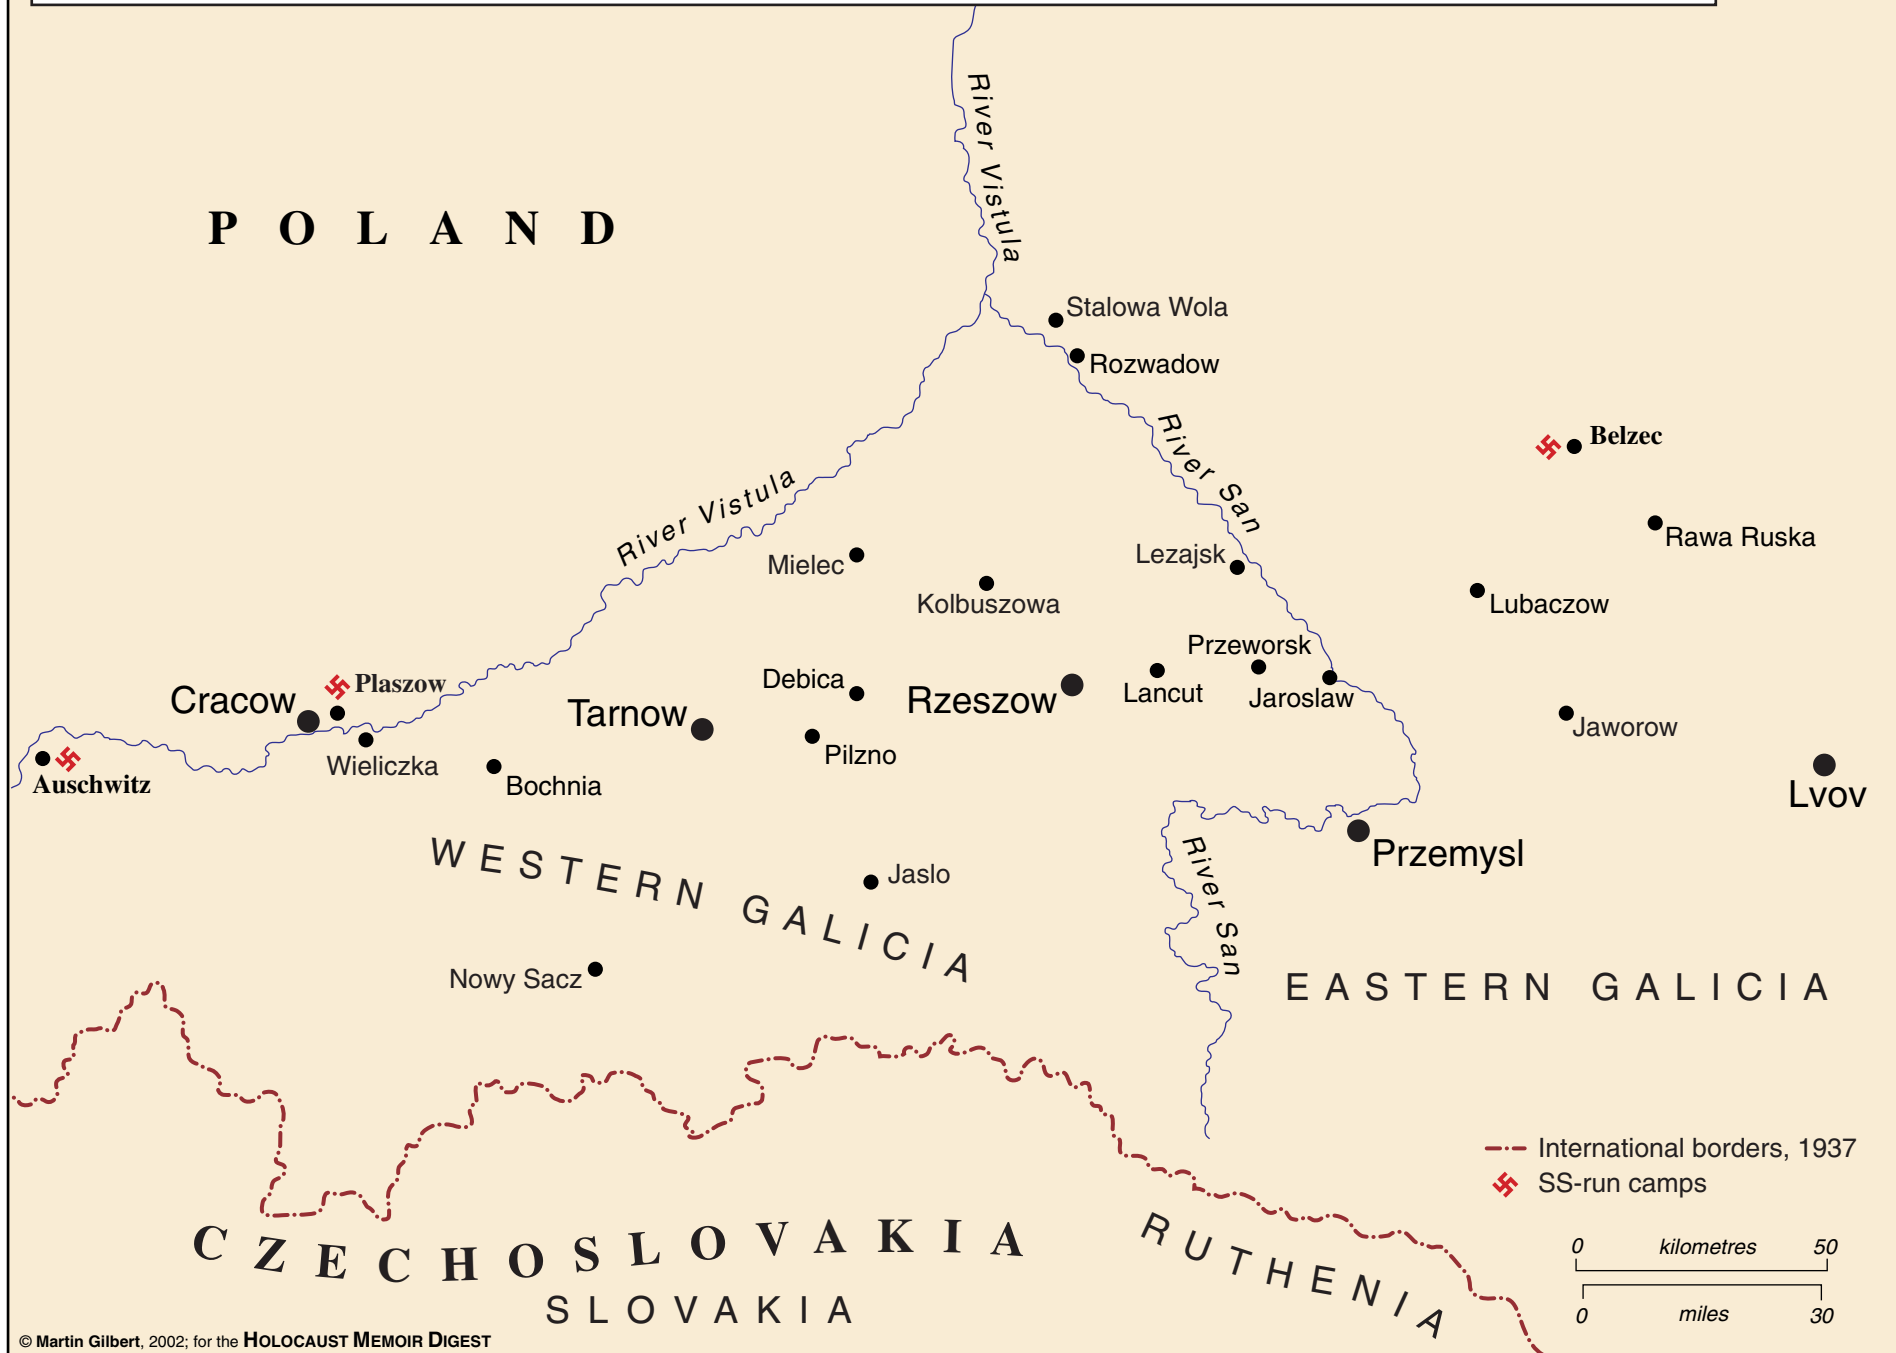 River Vistula
POLAND
Stalowa Wola
Rozwadow
River San
Belzec
River Vistula
Rawa Ruska
Mielec
Lezajsk
Kolbuszowa
Lubaczow
Przeworsk
Plaszow
Debica
Cracow
Rzeszow
Lancut
Jaroslaw
Tarnow
Jaworow
Wieliczka
Pilzno
Auschwitz
Bochnia
Lvov
WESTERN GALICIA
River San
Przemysl
Jaslo
Nowy Sacz
EASTERN GALICIA
International borders, 1937
SS-run camps
CZECHOSLOVAKIA
RUTHENIA
0 kilometres 50
SLOVAKIA
0 miles 30
© Martin Gilbert, 2002; for the HOLOCAUST MEMOIR DIGEST